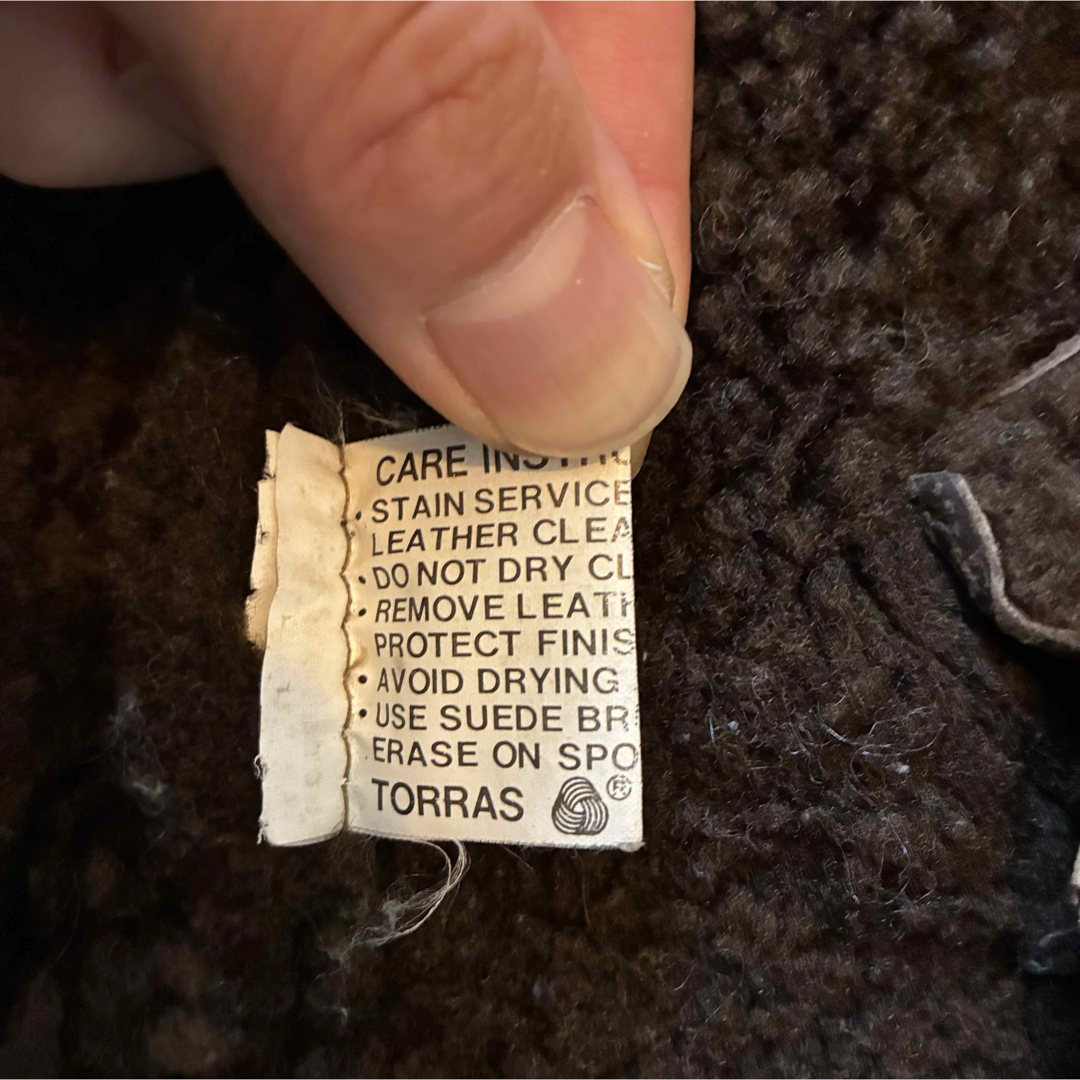 CARE
• STAIN SERVICE
LEATHER CLEA
• DO NOT DRY CL
• REMOVE LEATH
PROTECT FINIS
• AVOID DRYING
• USE SUEDE BR
ERASE ON SPO
TORRAS ®